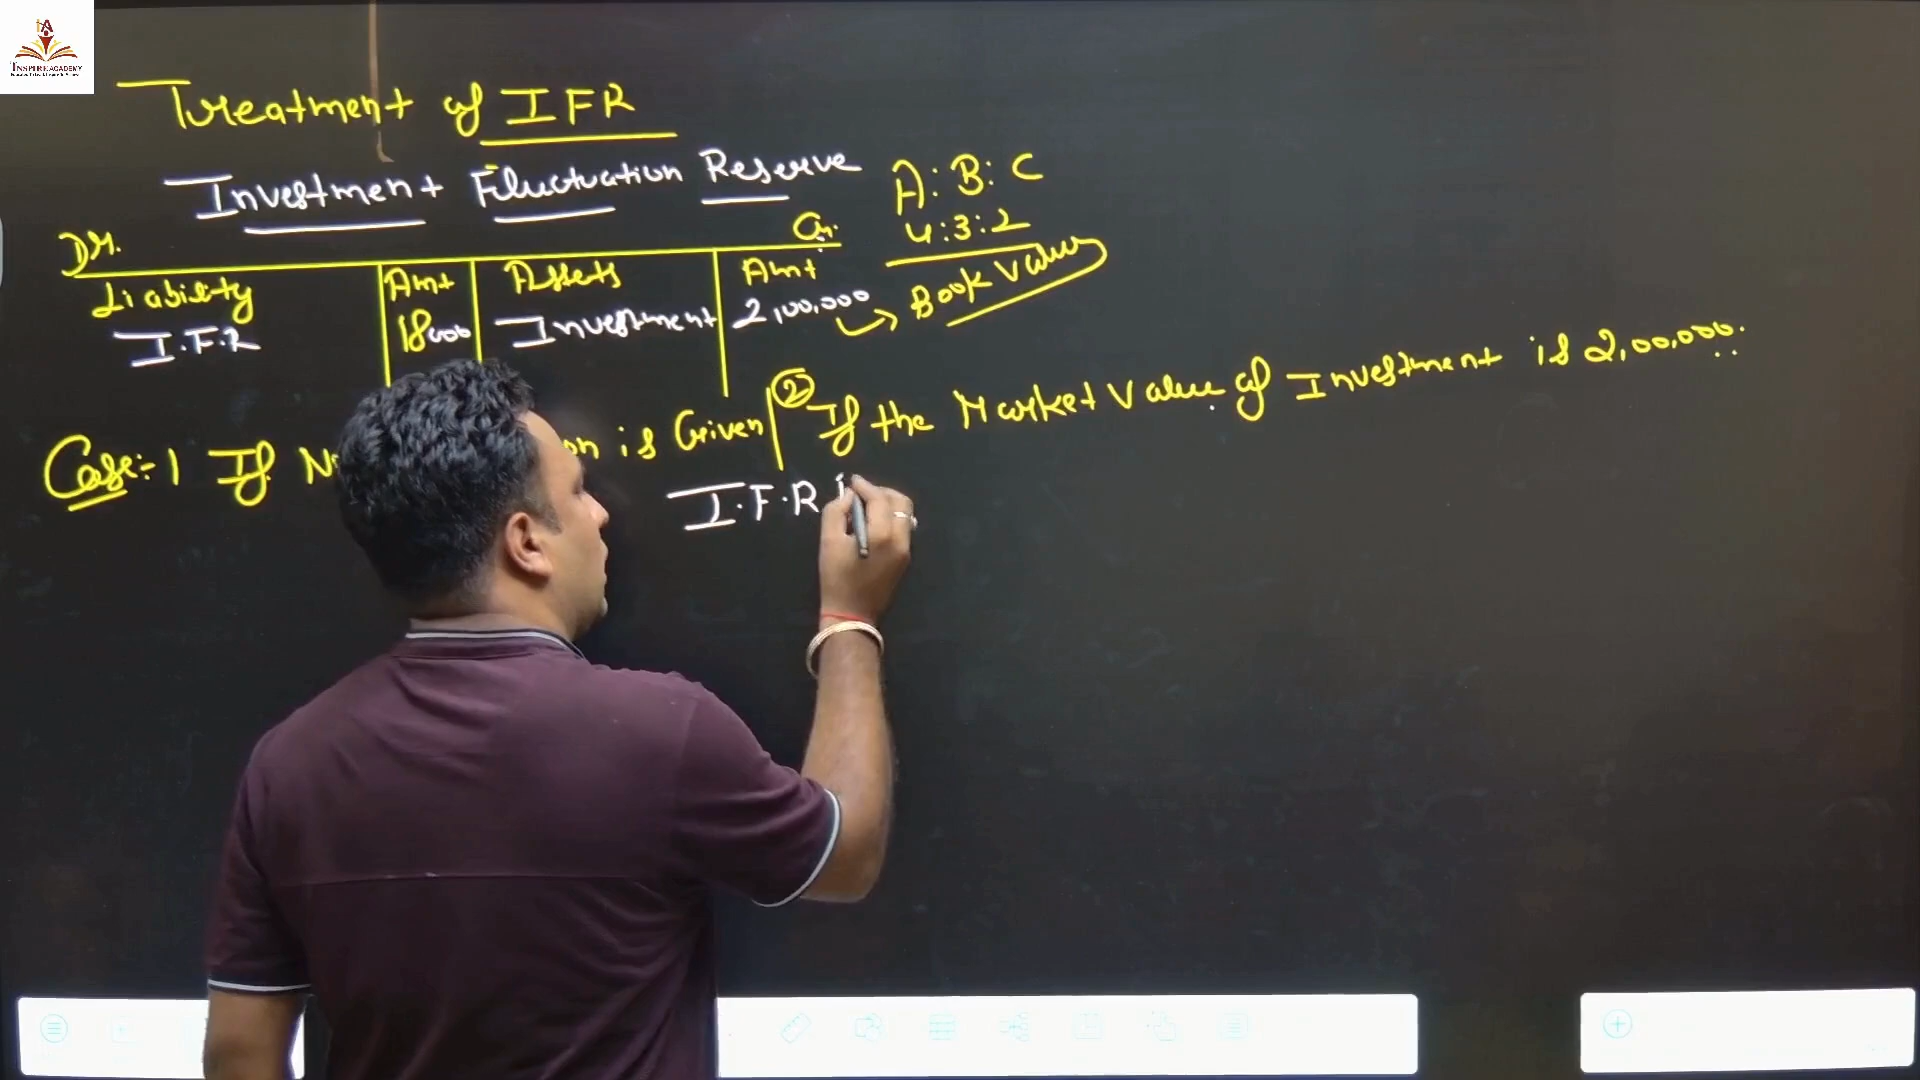 INSPIRE ACADEMY
Treatment of IFR
Investment Fluctuation Reserve
A: B: C
4:3:2
Dr. Cr.
Liability Amt Assets Amt
I.F.R 18000 Investment 2,100,000 → Book Value
Case:- 1 If is Given ② If the Market Value of Investment is 2,00,000.
I.F.R